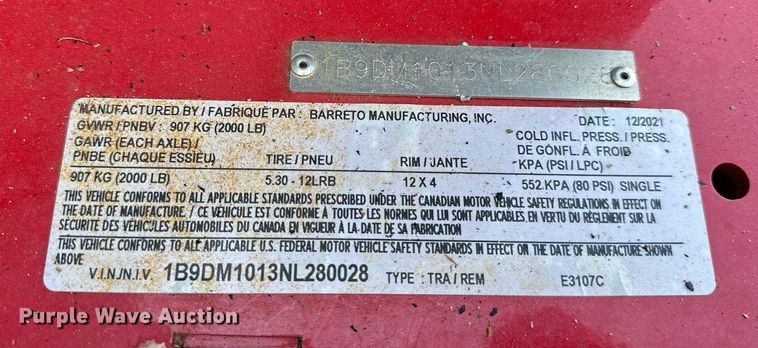 1B9DM1013NL280028
MANUFACTURED BY / FABRIQUE PAR : BARRETO MANUFACTURING, INC.
DATE : 12/2021
GVWR / PNBV : 907 KG (2000 LB)
COLD INFL. PRESS. / PRESS.
GAWR (EACH AXLE) /
DE GONFL. À FROID
PNBE (CHAQUE ESSIEU) TIRE / PNEU RIM / JANTE KPA (PSI / LPC)
907 KG (2000 LB) 5.30 - 12LRB 12 X 4 552 KPA (80 PSI) SINGLE
THIS VEHICLE CONFORMS TO ALL APPLICABLE STANDARDS PRESCRIBED UNDER THE CANADIAN MOTOR VEHICLE SAFETY REGULATIONS IN EFFECT ON
THE DATE OF MANUFACTURE. / CE VÉHICULE EST CONFORME À TOUTES LES NORMES QUI LUI SONT APPLICABLES EN VERTU DU RÈGLEMENT SUR LA
SÉCURITÉ DES VÉHICULES AUTOMOBILES DU CANADA EN VIGUEUR À LA DATE DE SA FABRICATION
THIS VEHICLE CONFORMS TO ALL APPLICABLE U.S. FEDERAL MOTOR VEHICLE SAFETY STANDARDS IN EFFECT ON THE DATE OF MANUFACTURE SHOWN
ABOVE
V.I.N./N.I.V. 1B9DM1013NL280028 TYPE : TRA / REM E3107C
Purple Wave Auction